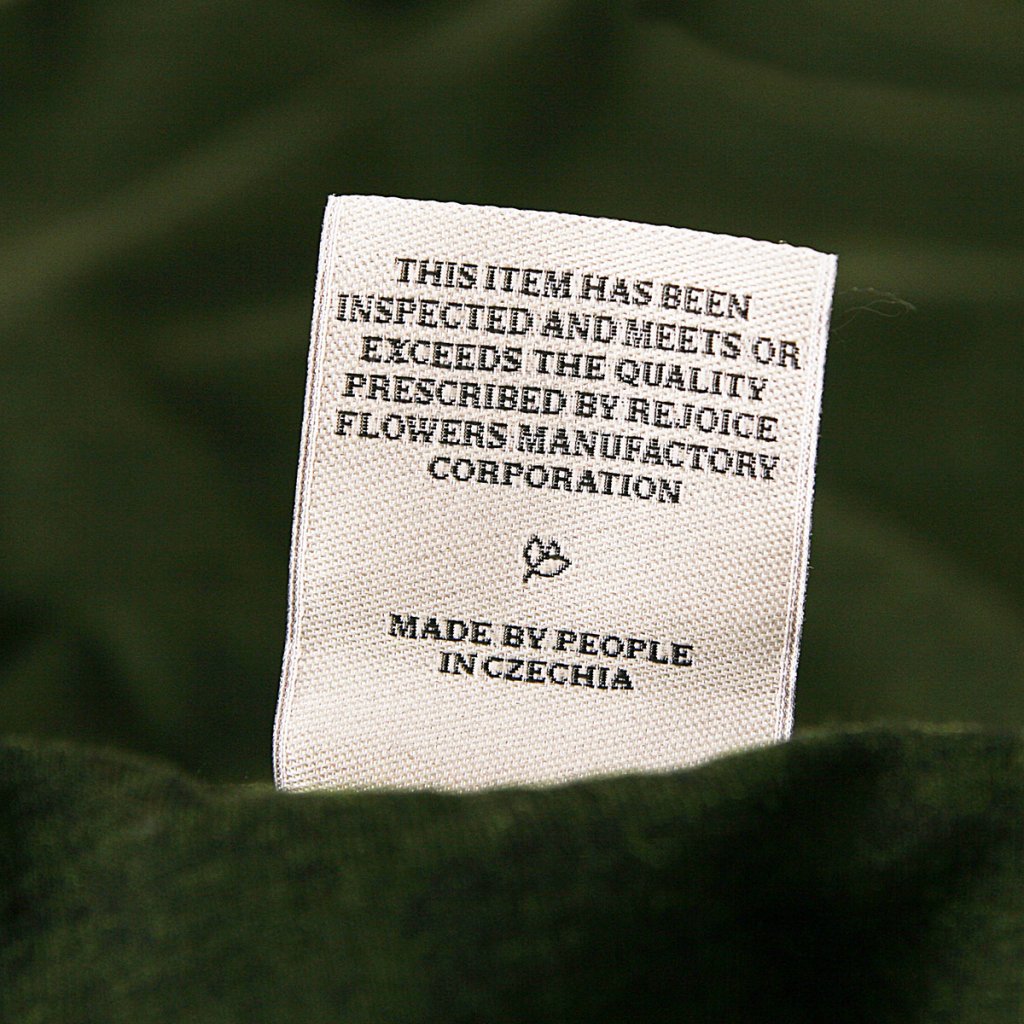 THIS ITEM HAS BEEN
INSPECTED AND MEETS OR
EXCEEDS THE QUALITY
PRESCRIBED BY REJOICE
FLOWERS MANUFACTORY
CORPORATION
MADE BY PEOPLE
IN CZECHIA